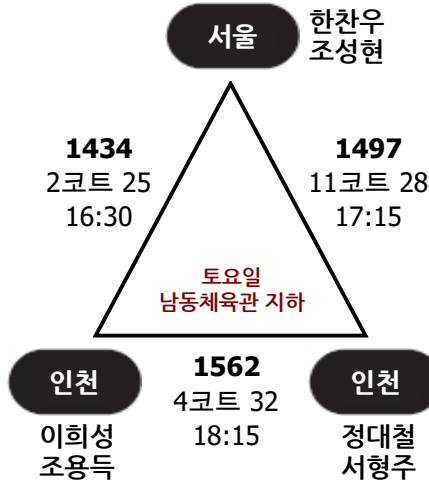 서울
한찬우
조성현
1434
2코트 25
16:30
1497
11코트 28
17:15
토요일
남동체육관 지하
인천
이희성
조용득
1562
4코트 32
18:15
인천
정대철
서형주